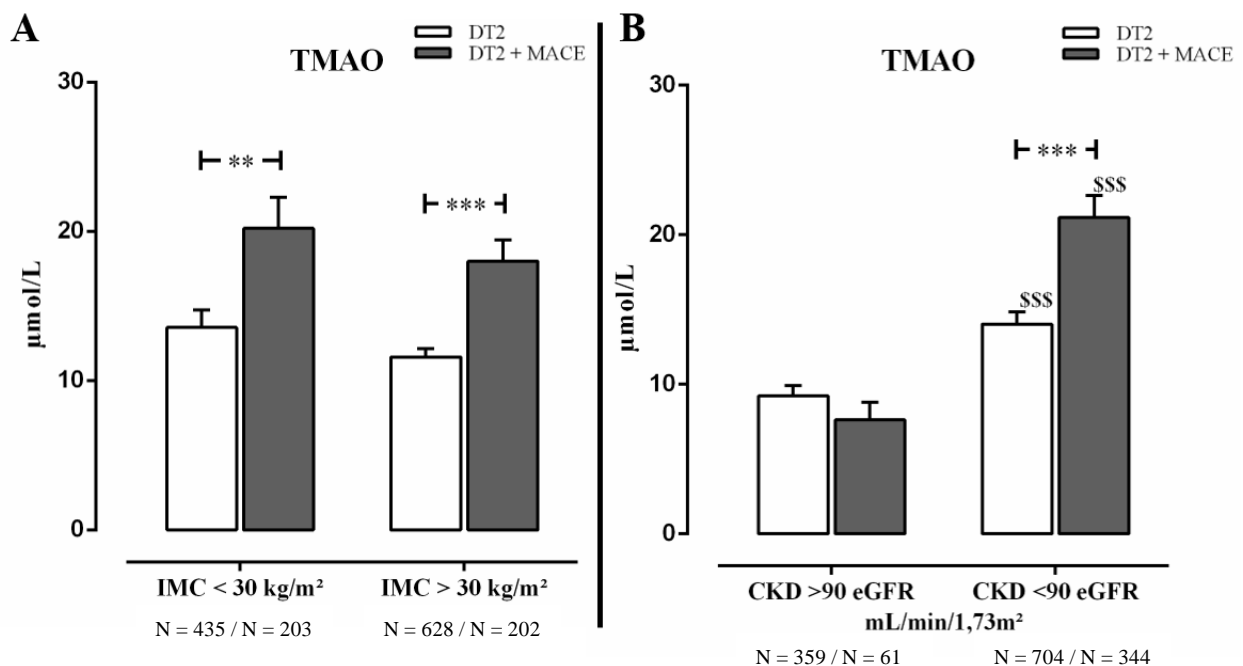 A
DT2
DT2 + MACE
TMAO
30
20
10
0
µmol/L
**
***
IMC < 30 kg/m²
IMC > 30 kg/m²
N = 435 / N = 203
N = 628 / N = 202
B
DT2
DT2 + MACE
TMAO
30
20
10
0
µmol/L
***
$$$
$$$
CKD >90 eGFR
CKD <90 eGFR
mL/min/1,73m²
N = 359 / N = 61
N = 704 / N = 344